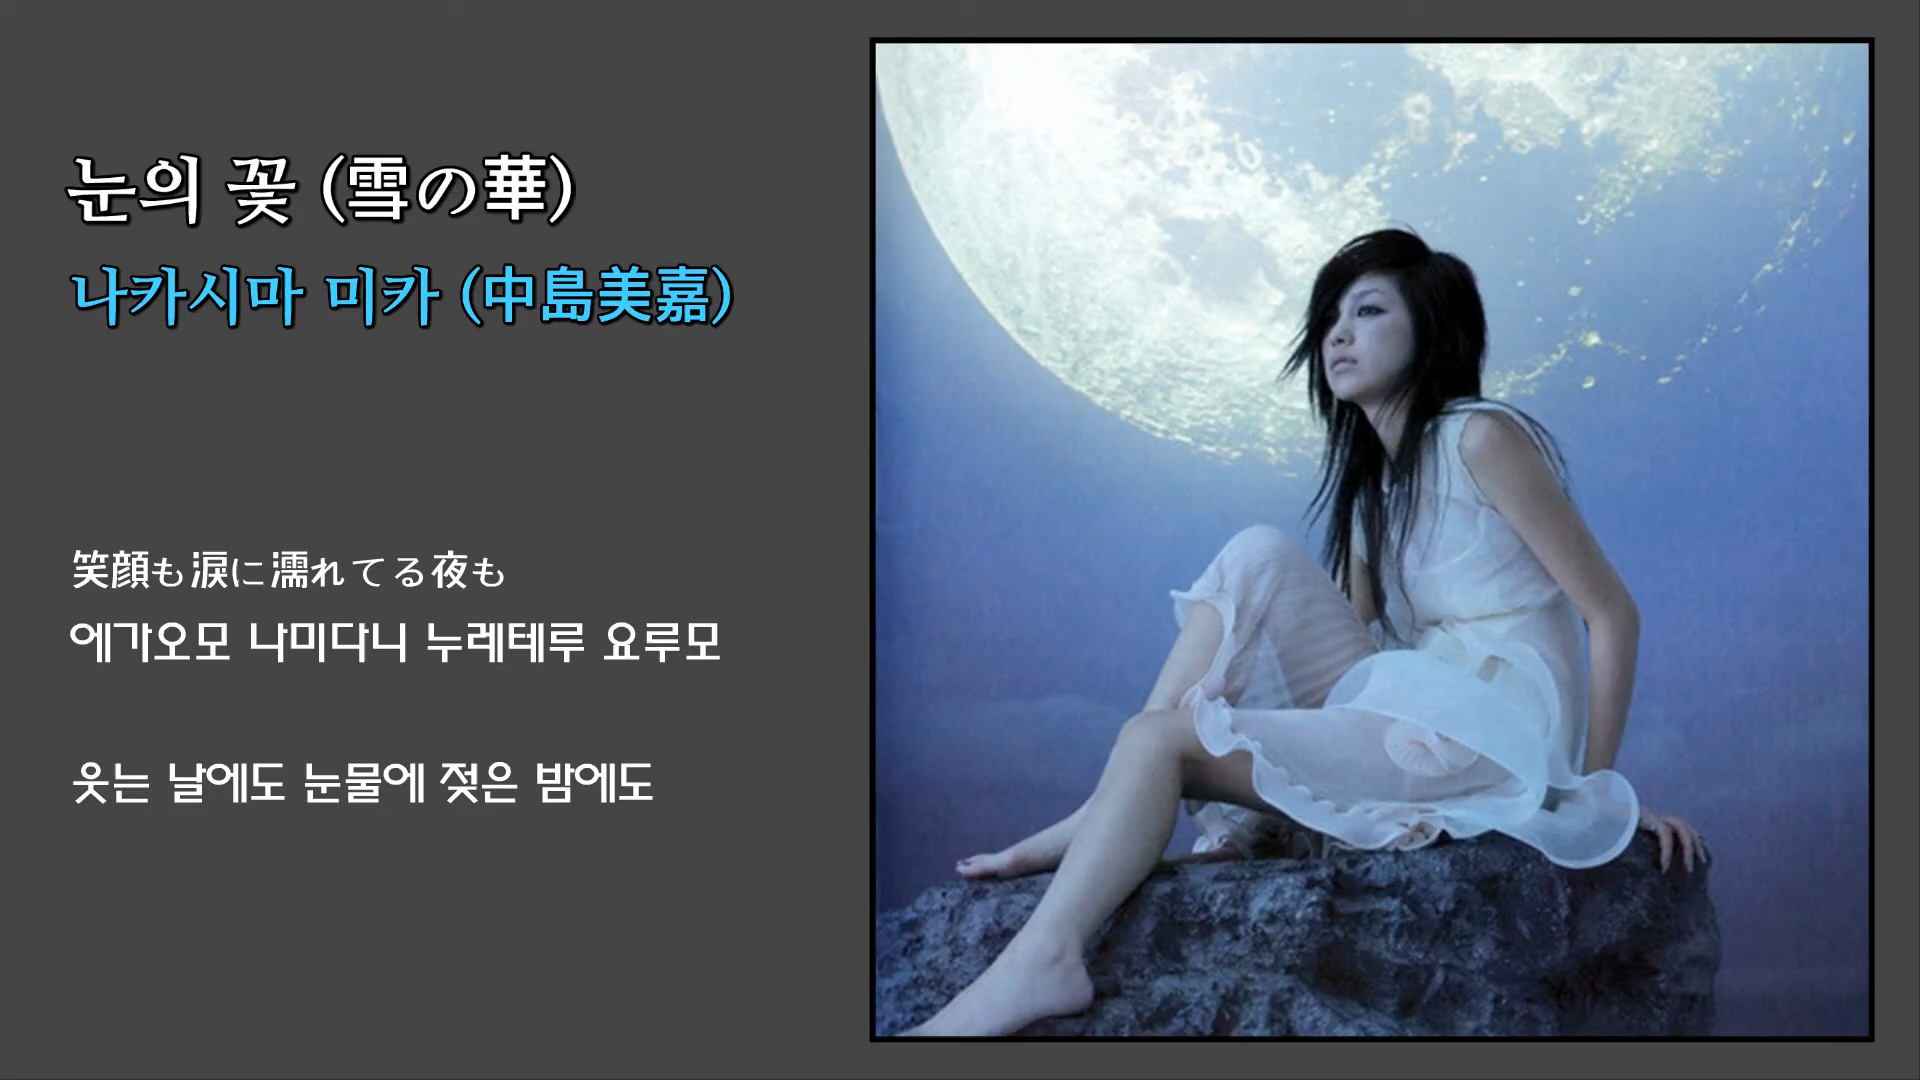 눈의 꽃 (雪の華)
나카시마 미카 (中島美嘉)
笑顔も涙に濡れてる夜も
에가오모 나미다니 누레테루 요루모
웃는 날에도 눈물에 젖은 밤에도